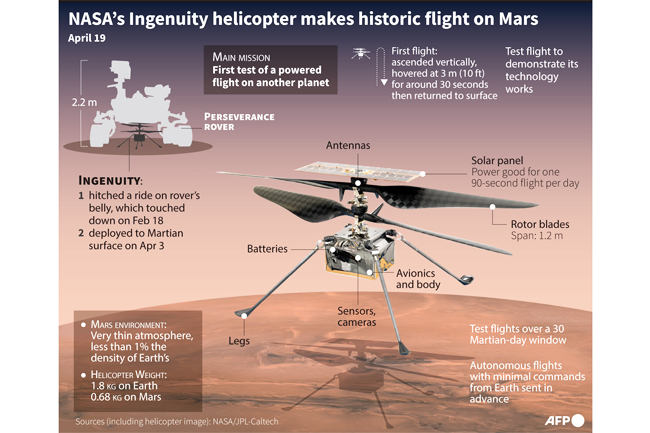 NASA's Ingenuity helicopter makes historic flight on Mars
April 19
MAIN MISSION
First test of a powered
flight on another planet
First flight:
ascended vertically,
hovered at 3 m (10 ft)
for around 30 seconds
then returned to surface
Test flight to
demonstrate its
technology
works
2.2 m
PERSEVERANCE
ROVER
INGENUITY:
1 hitched a ride on rover's
belly, which touched
down on Feb 18
2 deployed to Martian
surface on Apr 3
Antennas
Solar panel
Power good for one
90-second flight per day
Rotor blades
Span: 1.2 m
Batteries
Avionics
and body
Sensors,
cameras
Legs
MARS ENVIRONMENT:
Very thin atmosphere,
less than 1% the
density of Earth's
HELICOPTER WEIGHT:
1.8 KG on Earth
0.68 KG on Mars
Test flights over a 30
Martian-day window
Autonomous flights
with minimal commands
from Earth sent in
advance
Sources (including helicopter image): NASA/JPL-Caltech
AFP